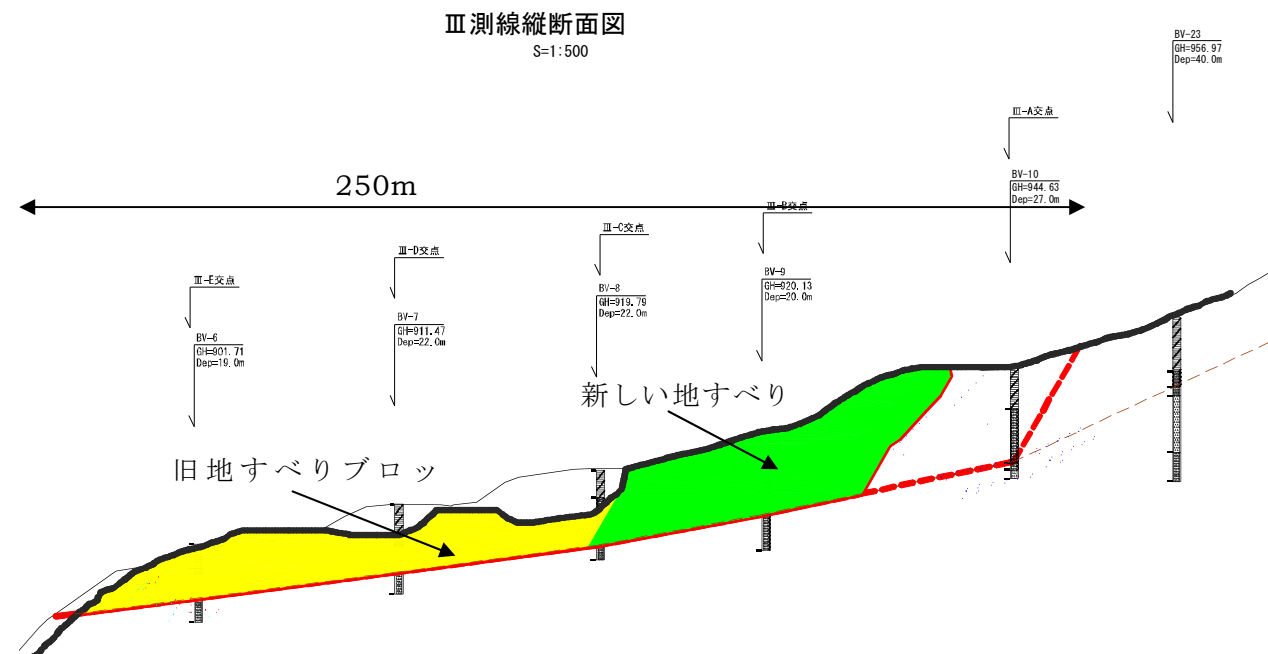 Ⅲ測線縦断面図
S=1:500
BV-23
GH=956.97
Dep=40.0m
Ⅲ-A交点
BV-10
GH=944.63
Dep=27.0m
250m
Ⅲ-B交点
Ⅲ-C交点
Ⅲ-D交点
Ⅲ-E交点
BV-9
GH=920.13
Dep=20.0m
BV-8
GH=919.79
Dep=22.0m
BV-7
GH=911.47
Dep=22.0m
BV-6
GH=901.71
Dep=19.0m
新しい地すべり
旧地すべりブロッ